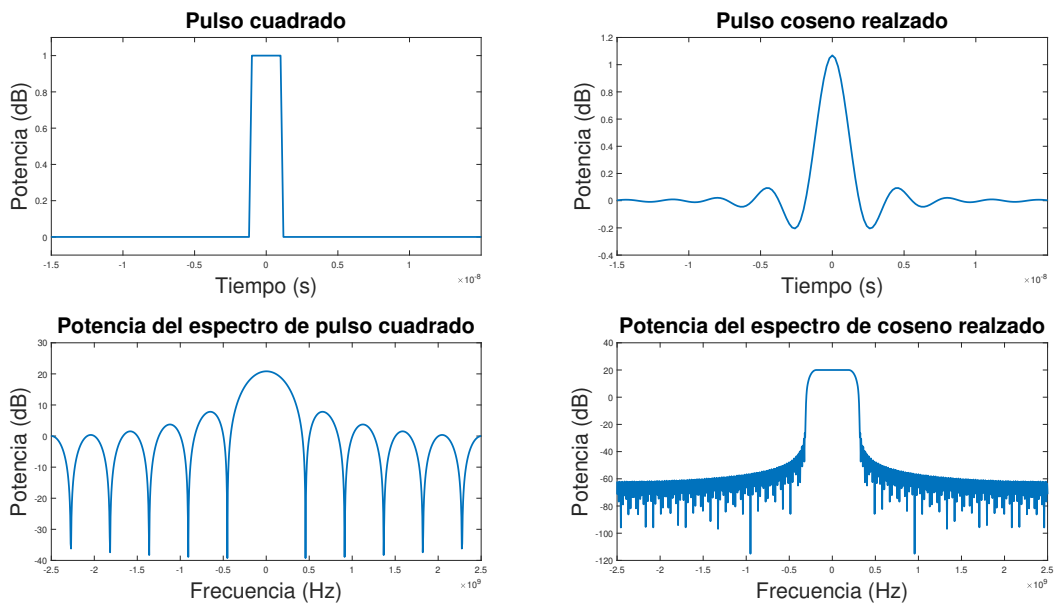 Pulso cuadrado
Potencia (dB)
1
0.8
0.6
0.4
0.2
0
-1.5 -1 -0.5 0 0.5 1
×10⁻⁸
Tiempo (s)
Pulso coseno realzado
Potencia (dB)
1.2
1
0.8
0.6
0.4
0.2
0
-0.2
-0.4
-1.5 -1 -0.5 0 0.5 1
×10⁻⁸
Tiempo (s)
Potencia del espectro de pulso cuadrado
Potencia (dB)
30
20
10
0
-10
-20
-30
-40
-2.5 -2 -1.5 -1 -0.5 0 0.5 1 1.5 2 2.5
×10⁹
Frecuencia (Hz)
Potencia del espectro de coseno realzado
Potencia (dB)
40
20
0
-20
-40
-60
-80
-100
-120
-2.5 -2 -1.5 -1 -0.5 0 0.5 1 1.5 2 2.5
×10⁹
Frecuencia (Hz)